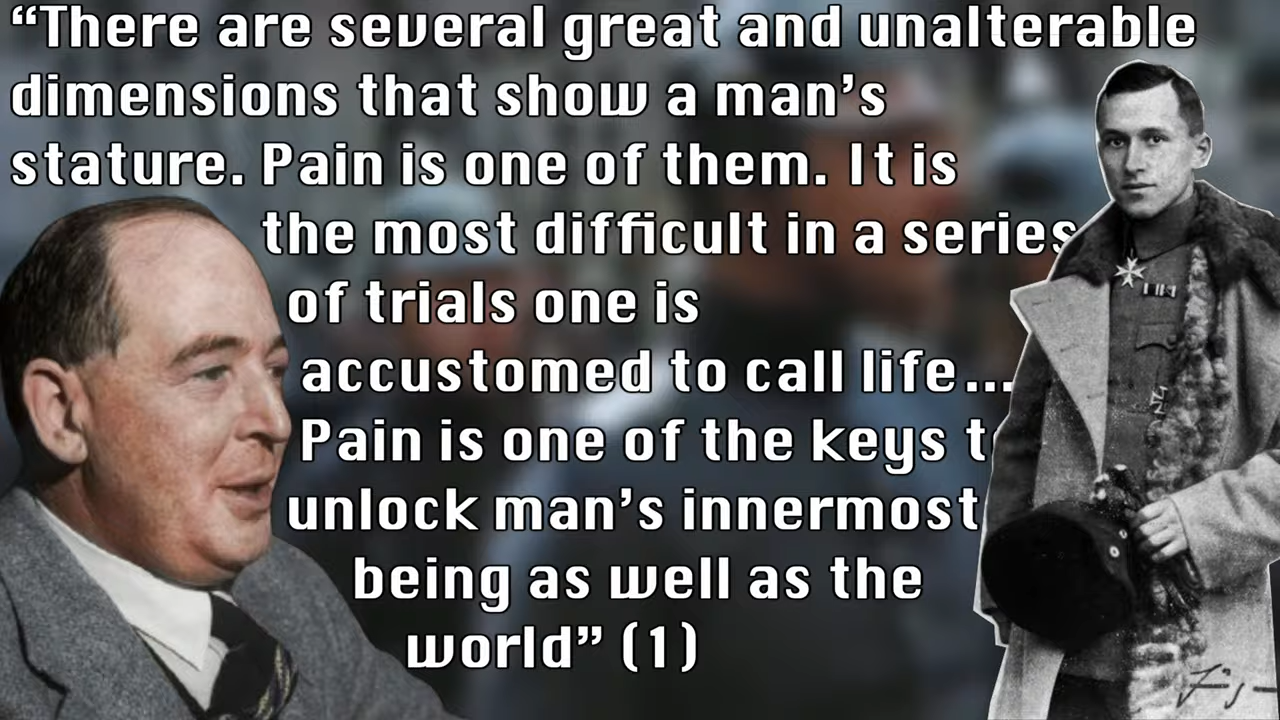 “There are several great and unalterable
dimensions that show a man’s
stature. Pain is one of them. It is
the most difficult in a series
of trials one is
accustomed to call life...
Pain is one of the keys t
unlock man’s innermost
being as well as the
world” (1)